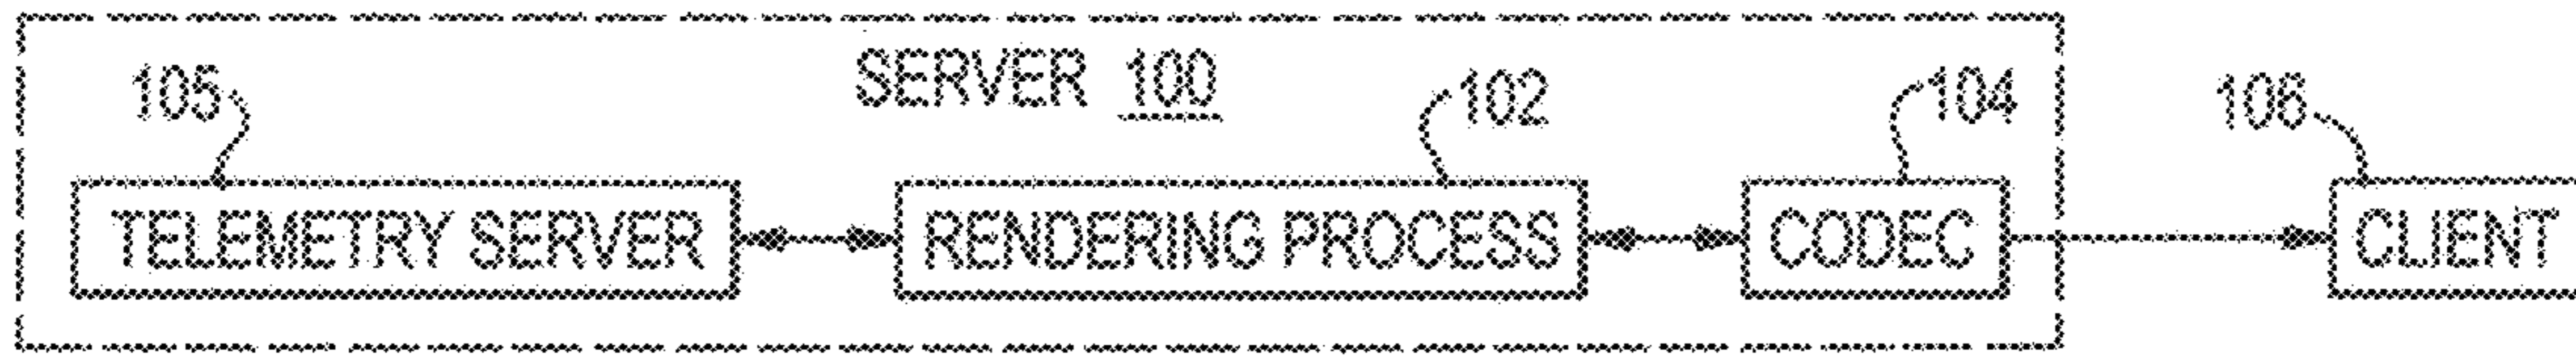 SERVER 100
105
102
104
106
TELEMETRY SERVER
RENDERING PROCESS
CODEC
CLIENT